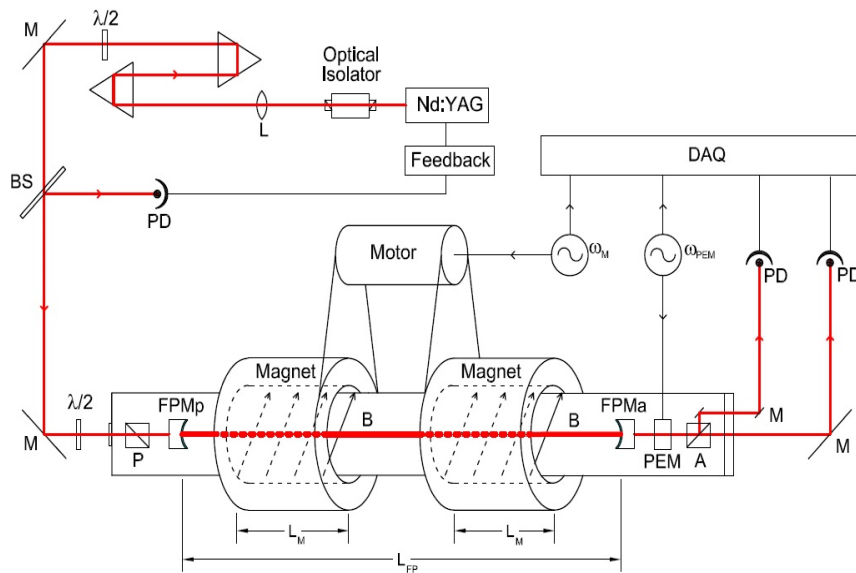 M
λ/2
Optical
Isolator
Nd:YAG
L
Feedback
DAQ
BS
PD
Motor
ω_M
ω_PEM
PD
PD
Magnet
Magnet
λ/2
FPMp
FPMa
M
B
B
M
M
P
PEM
A
L_M
L_M
L_FP